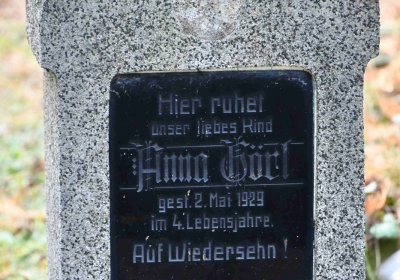 Hier ruhet
unser liebes Kind
Anna Görl
gest. 2. Mai 1929
im 4. Lebensjahre.
Auf Wiedersehn!